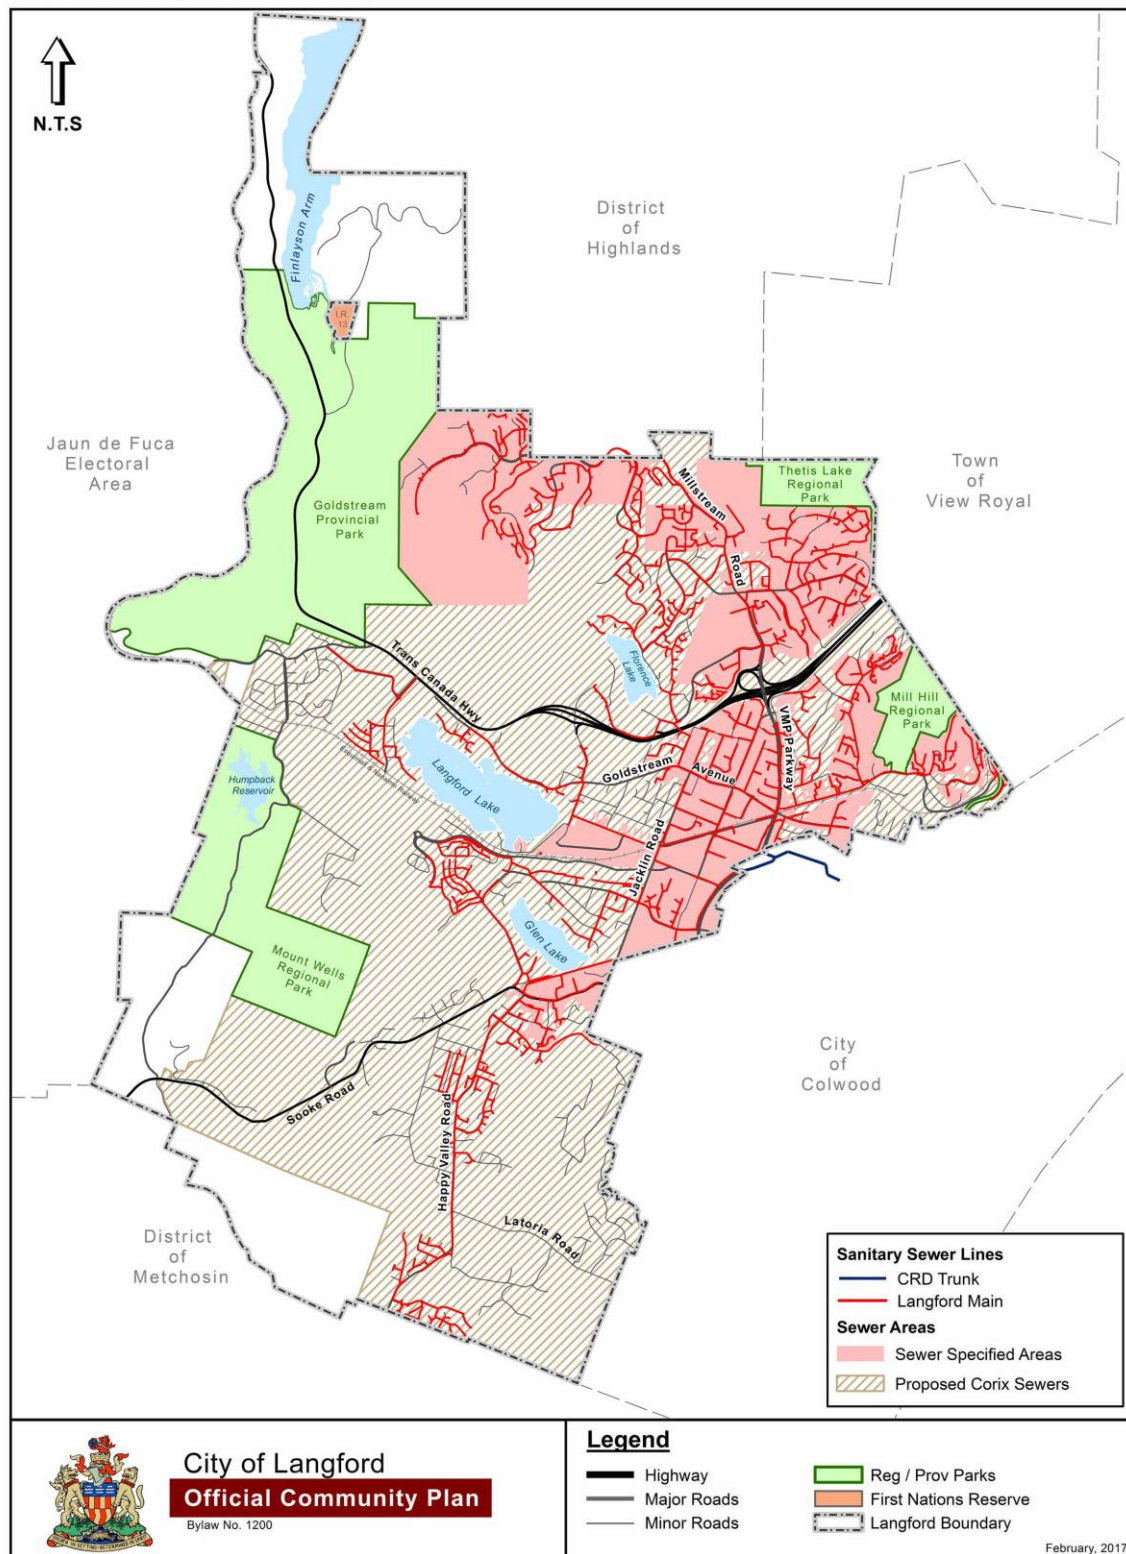 N.T.S
Finlayson Arm
District
of
Highlands
I.R.
13
Jaun de Fuca
Electoral
Area
Goldstream
Provincial
Park
Millstream
Road
Thetis Lake
Regional
Park
Town
of
View Royal
Trans Canada Hwy
Florence
Lake
Mill Hill
Regional
Park
VMP Parkway
Goldstream
Avenue
Esquimalt & Nanaimo Railway
Langford Lake
Humpback
Reservoir
Jacklin Road
Glen Lake
Mount Wells
Regional
Park
City
of
Colwood
Sooke Road
Happy Valley Road
Latoria Road
District
of
Metchosin
Sanitary Sewer Lines
CRD Trunk
Langford Main
Sewer Areas
Sewer Specified Areas
Proposed Corix Sewers
City of Langford
Official Community Plan
Bylaw No. 1200
Legend
Highway
Major Roads
Minor Roads
Reg / Prov Parks
First Nations Reserve
Langford Boundary
February, 2017